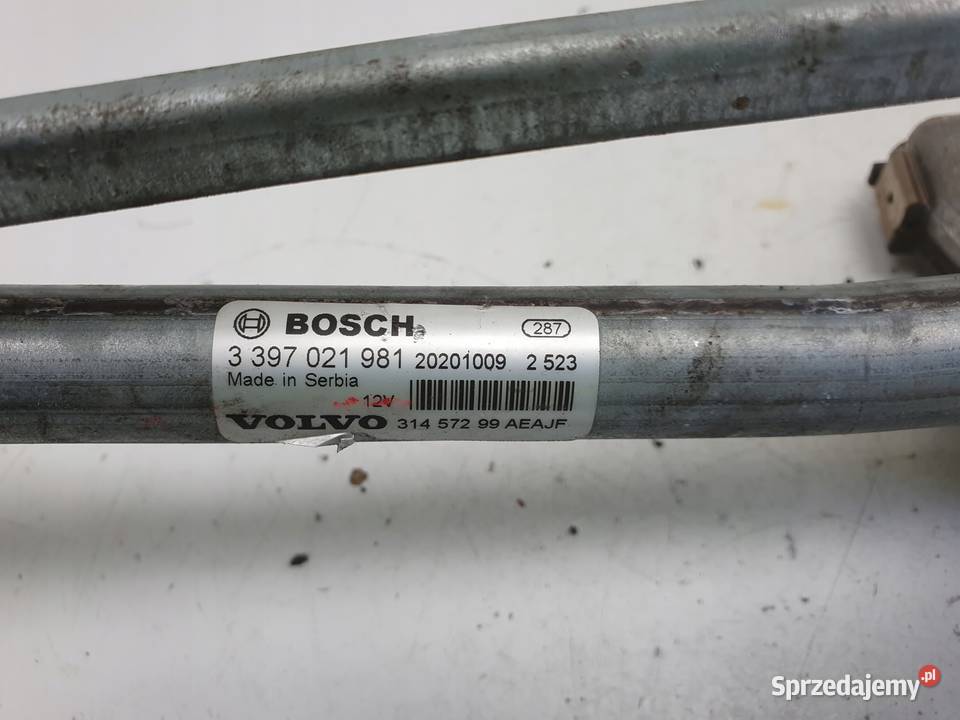 BOSCH 287
3 397 021 981 20201009 2 523
Made in Serbia
12V
VOLVO 314 572 99 AEAJF
Sprzedajemy.pl